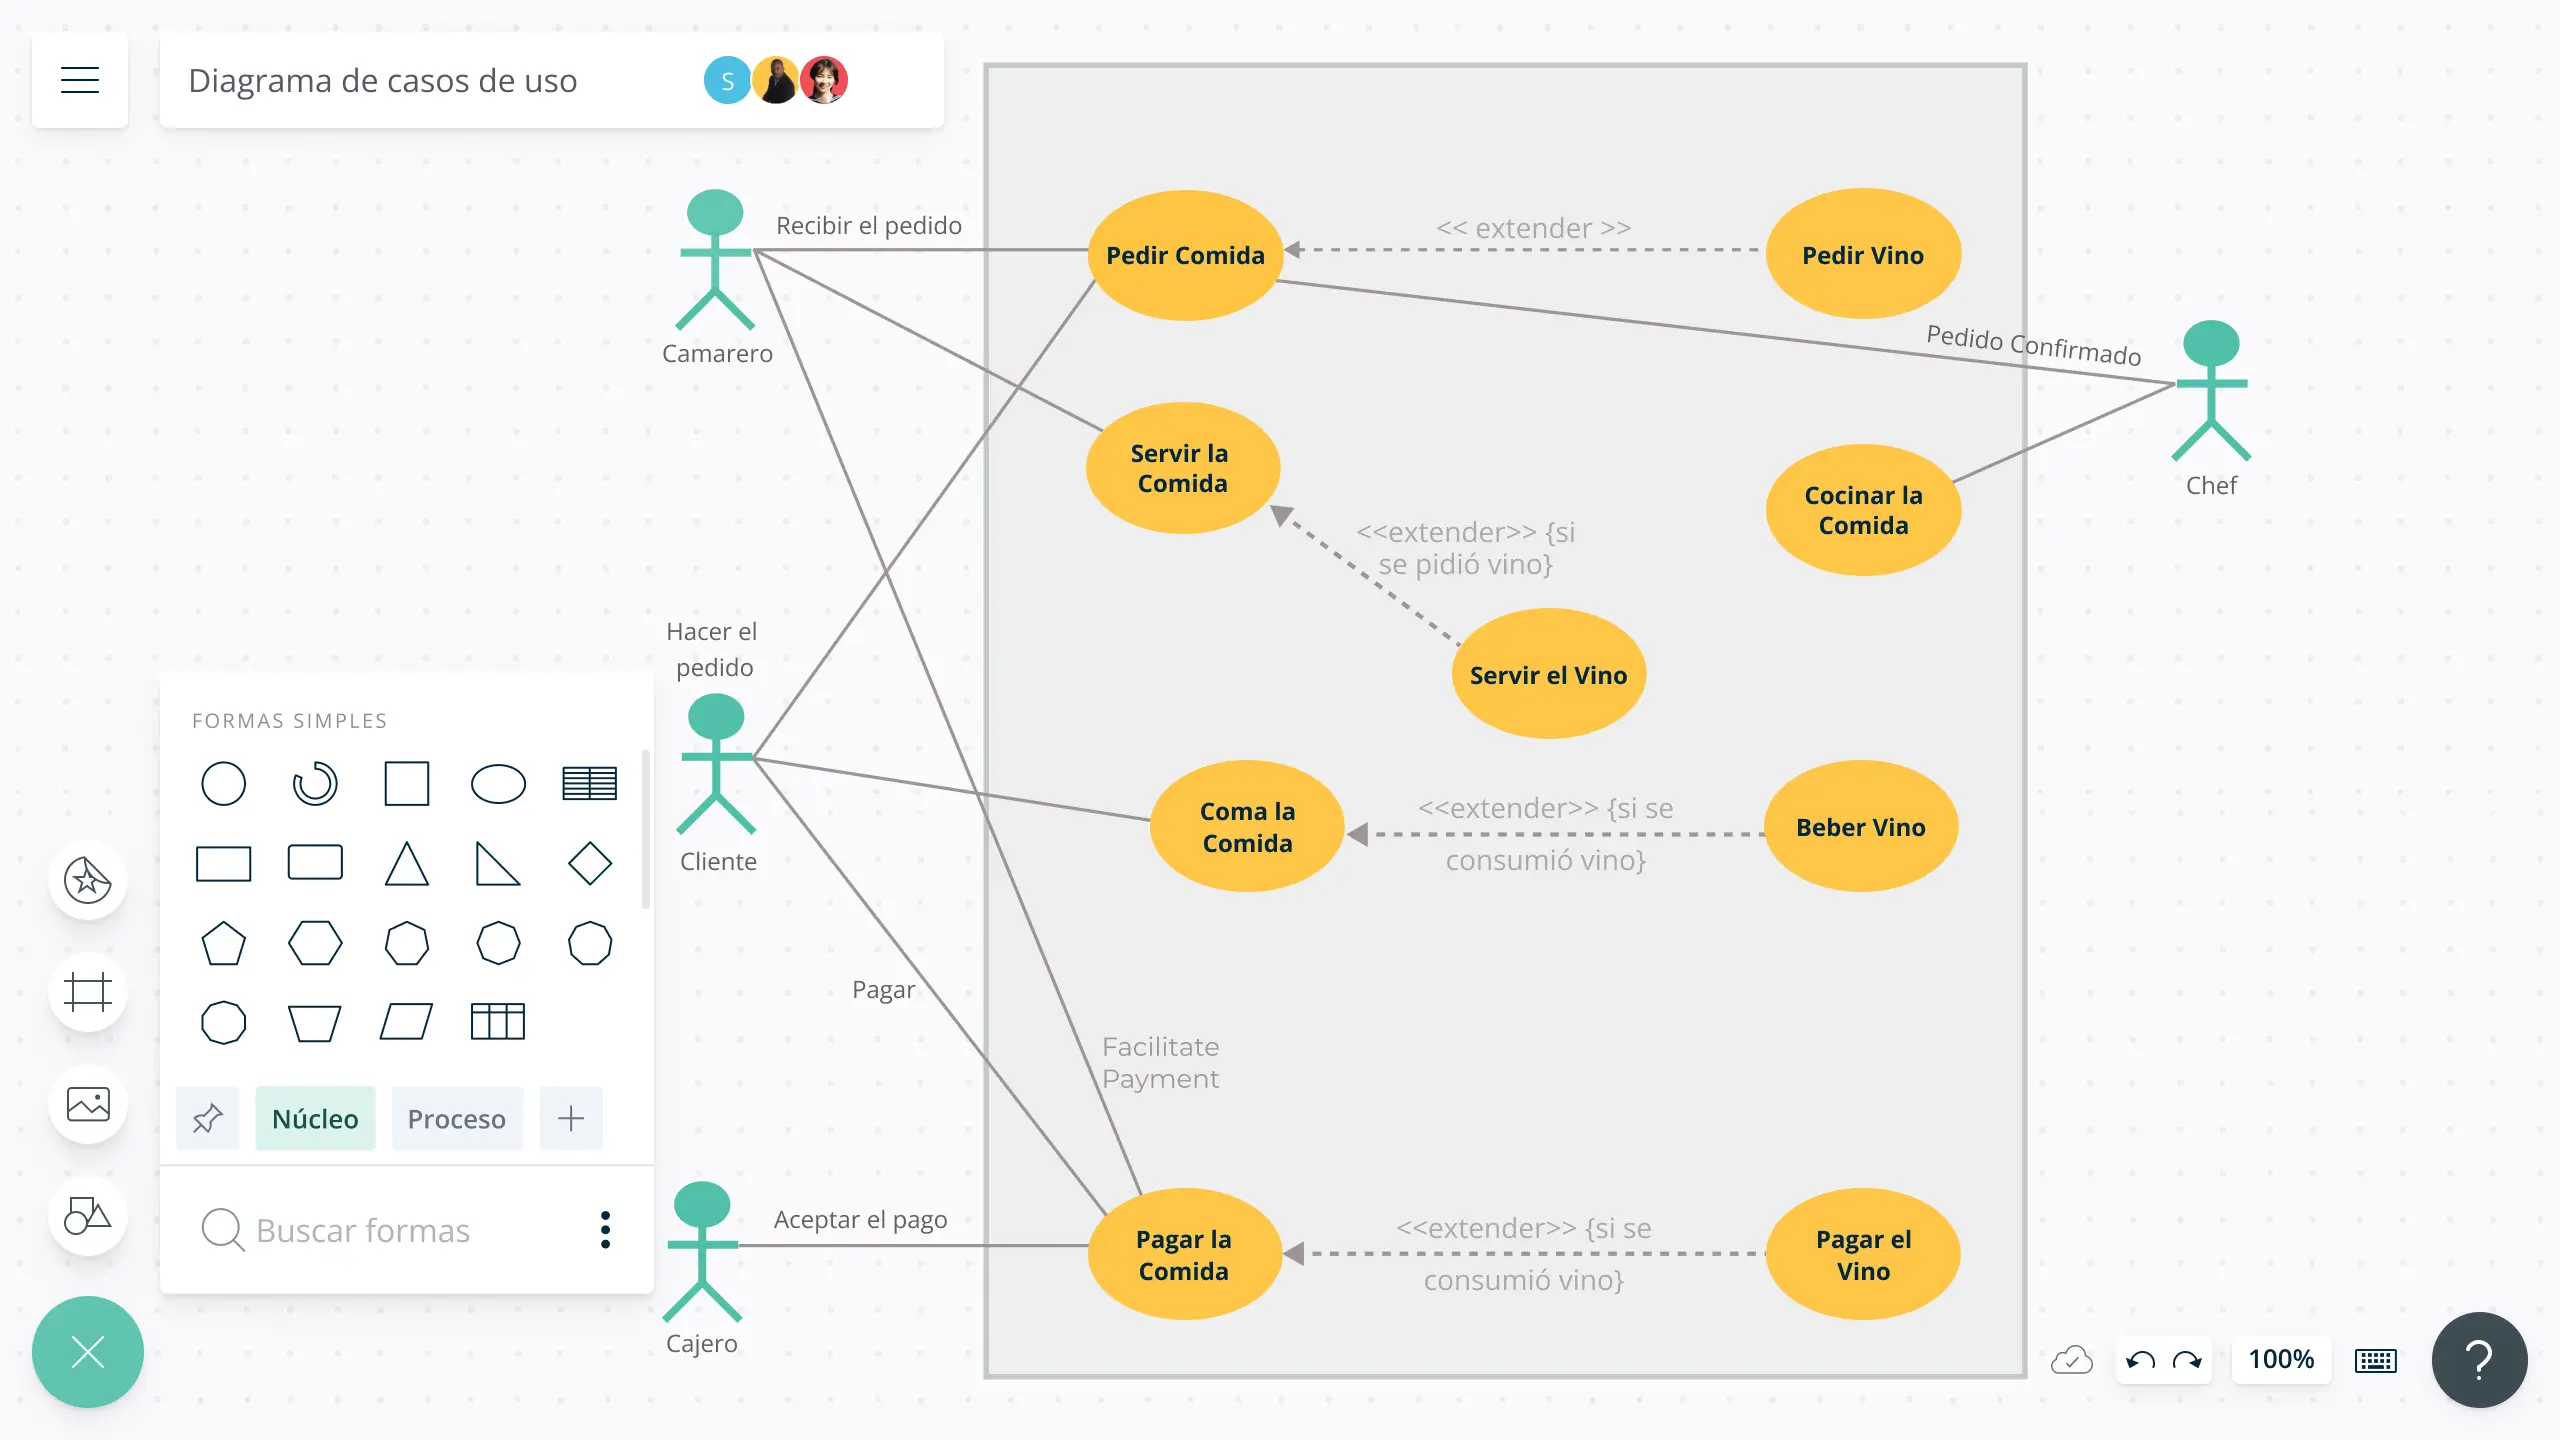 Diagrama de casos de uso
S
Recibir el pedido
Camarero
Pedir Comida
<< extender >>
Pedir Vino
Pedido Confirmado
Chef
Servir la
Comida
<<extender>> {si
se pidió vino}
Cocinar la
Comida
Servir el Vino
Hacer el
pedido
Cliente
Coma la
Comida
<<extender>> {si se
consumió vino}
Beber Vino
Pagar
Facilitate
Payment
Aceptar el pago
Cajero
Pagar la
Comida
<<extender>> {si se
consumió vino}
Pagar el
Vino
FORMAS SIMPLES
Núcleo
Proceso
Buscar formas
100%
?